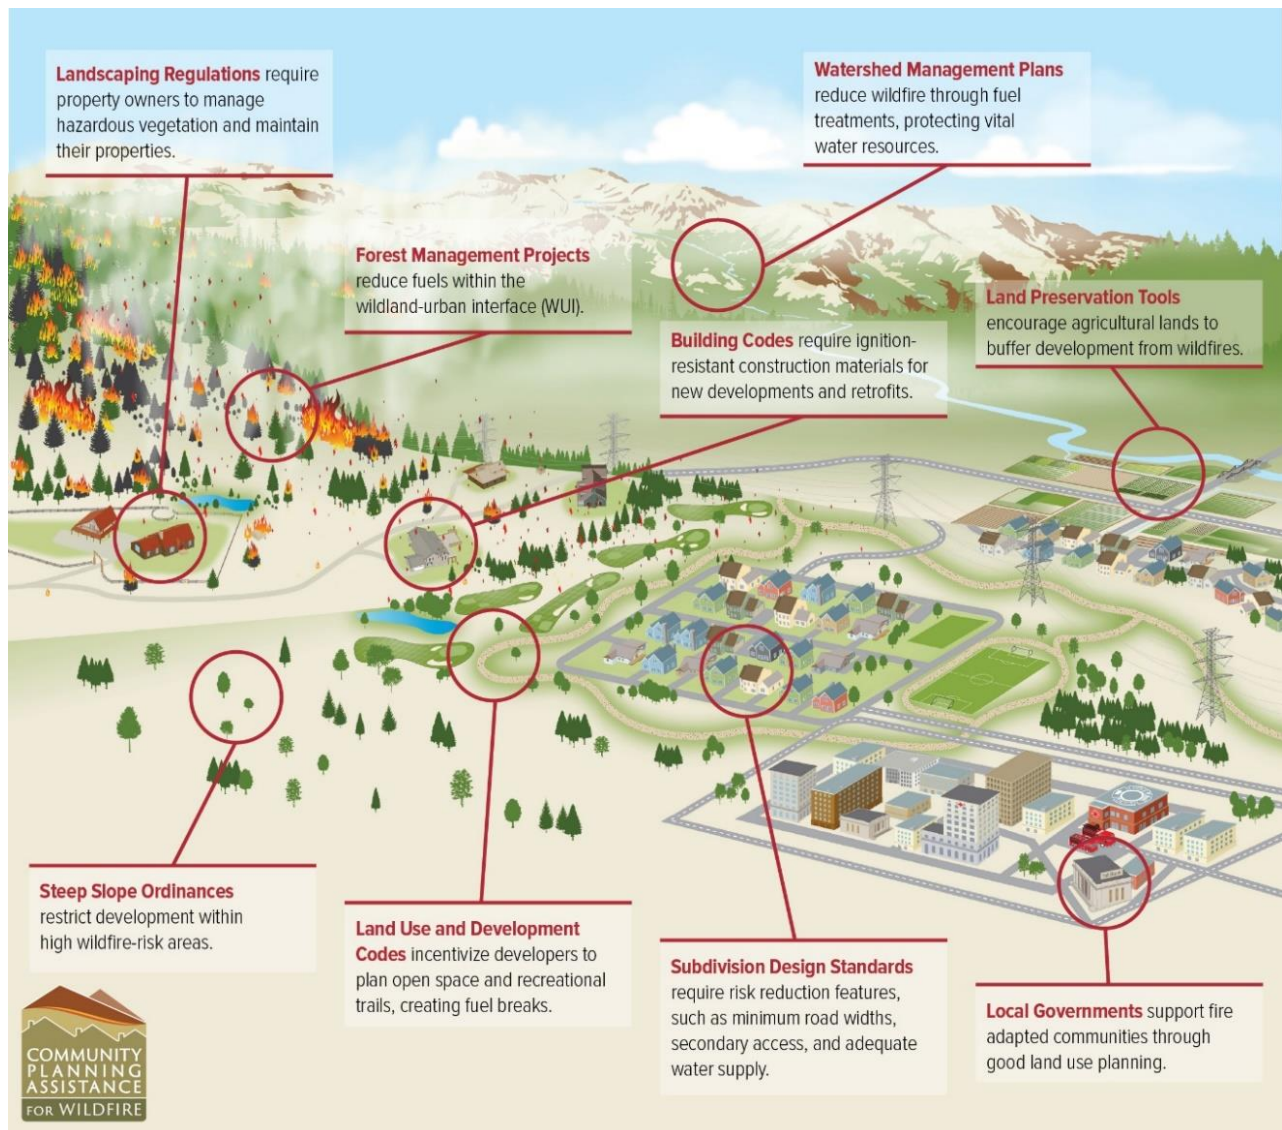 Landscaping Regulations require
property owners to manage
hazardous vegetation and maintain
their properties.
Watershed Management Plans
reduce wildfire through fuel
treatments, protecting vital
water resources.
Forest Management Projects
reduce fuels within the
wildland-urban interface (WUI).
Land Preservation Tools
encourage agricultural lands to
buffer development from wildfires.
Building Codes require ignition-
resistant construction materials for
new developments and retrofits.
Steep Slope Ordinances
restrict development within
high wildfire-risk areas.
Land Use and Development
Codes incentivize developers to
plan open space and recreational
trails, creating fuel breaks.
Subdivision Design Standards
require risk reduction features,
such as minimum road widths,
secondary access, and adequate
water supply.
Local Governments support fire
adapted communities through
good land use planning.
COMMUNITY
PLANNING
ASSISTANCE
FOR WILDFIRE